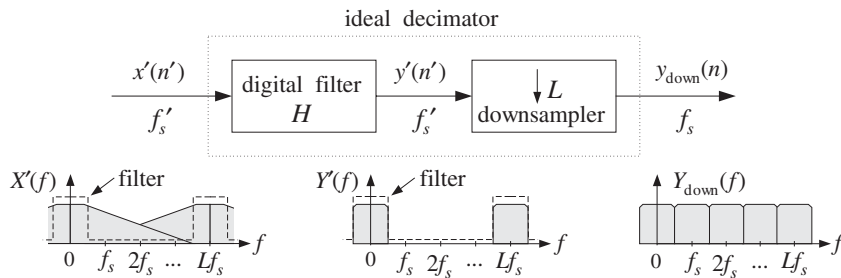 ideal decimator
x′(n′)
digital filter
H
y′(n′)
↓L
downsampler
y_down(n)
f_s′
f_s′
f_s
X′(f)
filter
0 f_s 2f_s ... Lf_s
f
Y′(f)
filter
0 f_s 2f_s ... Lf_s
f
Y_down(f)
0 f_s 2f_s ... Lf_s
f